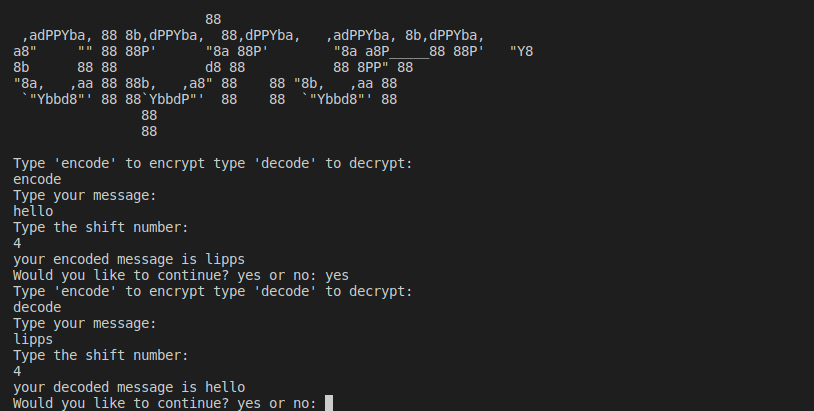 88
 ,adPPYba, 88 8b,dPPYba,  88,dPPYba,   ,adPPYba, 8b,dPPYba,
a8"     "" 88 88P'      "8a 88P'        "8a a8P_____88 88P'   "Y8
8b      88 88           d8 88           88 8PP" 88
"8a,   ,aa 88 88b,   ,a8" 88    88 "8b,   ,aa 88
 `"Ybbd8"' 88 88`YbbdP"'  88    88  `"Ybbd8"' 88
                88
                88
Type 'encode' to encrypt type 'decode' to decrypt:
encode
Type your message:
hello
Type the shift number:
4
your encoded message is lipps
Would you like to continue? yes or no: yes
Type 'encode' to encrypt type 'decode' to decrypt:
decode
Type your message:
lipps
Type the shift number:
4
your decoded message is hello
Would you like to continue? yes or no: